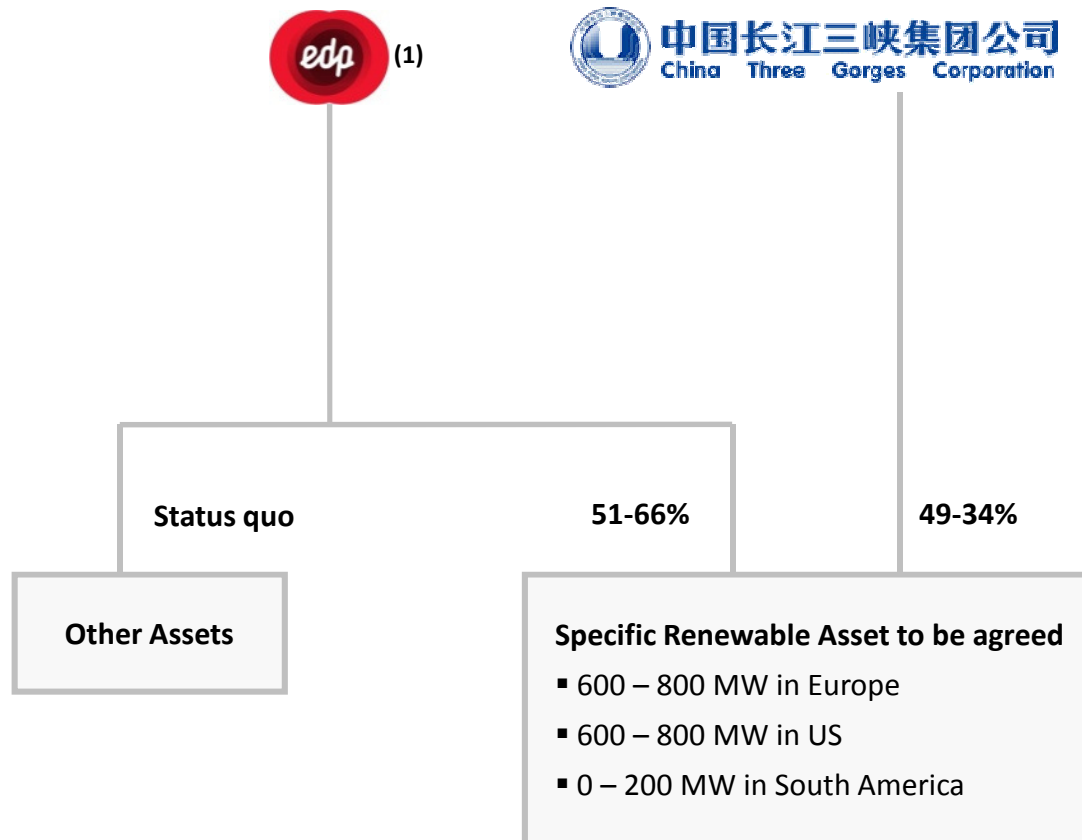 edp (1)
中国长江三峡集团公司
China Three Gorges Corporation
Status quo
51-66%
49-34%
Other Assets
Specific Renewable Asset to be agreed
▪ 600 – 800 MW in Europe
▪ 600 – 800 MW in US
▪ 0 – 200 MW in South America